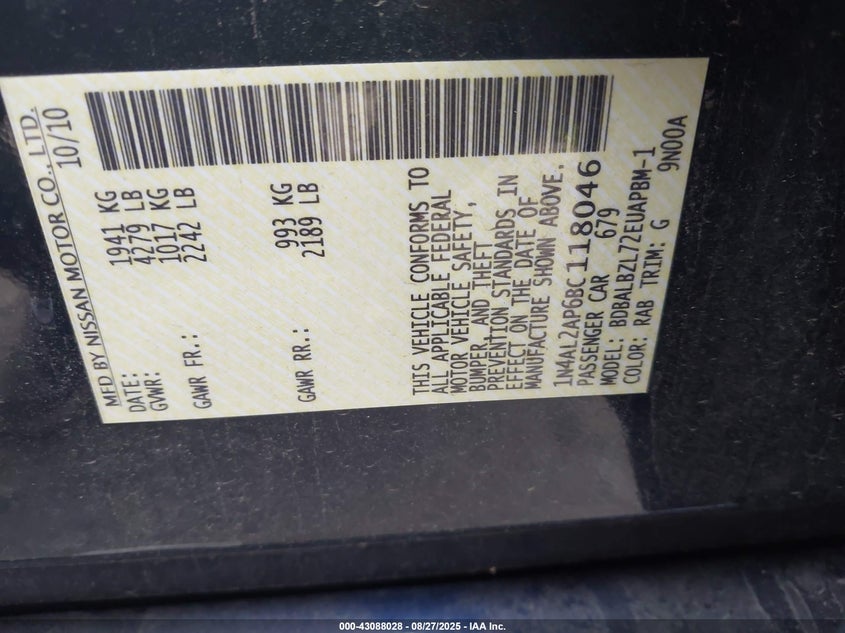 MFD BY NISSAN MOTOR CO., LTD.
DATE: 10/10
GVWR: 1941 KG
4279 LB
GAWR FR.: 1017 KG
2242 LB
GAWR RR.: 993 KG
2189 LB
THIS VEHICLE CONFORMS TO
ALL APPLICABLE FEDERAL
MOTOR VEHICLE SAFETY,
BUMPER, AND THEFT
PREVENTION STANDARDS IN
EFFECT ON THE DATE OF
MANUFACTURE SHOWN ABOVE.
1N4AL2AP6BC118046
PASSENGER CAR 679
MODEL: BDBALBZL72EUAPBM-1
COLOR: RAB TRIM: G 9N00A
000-43088028 - 08/27/2025 - IAA Inc.